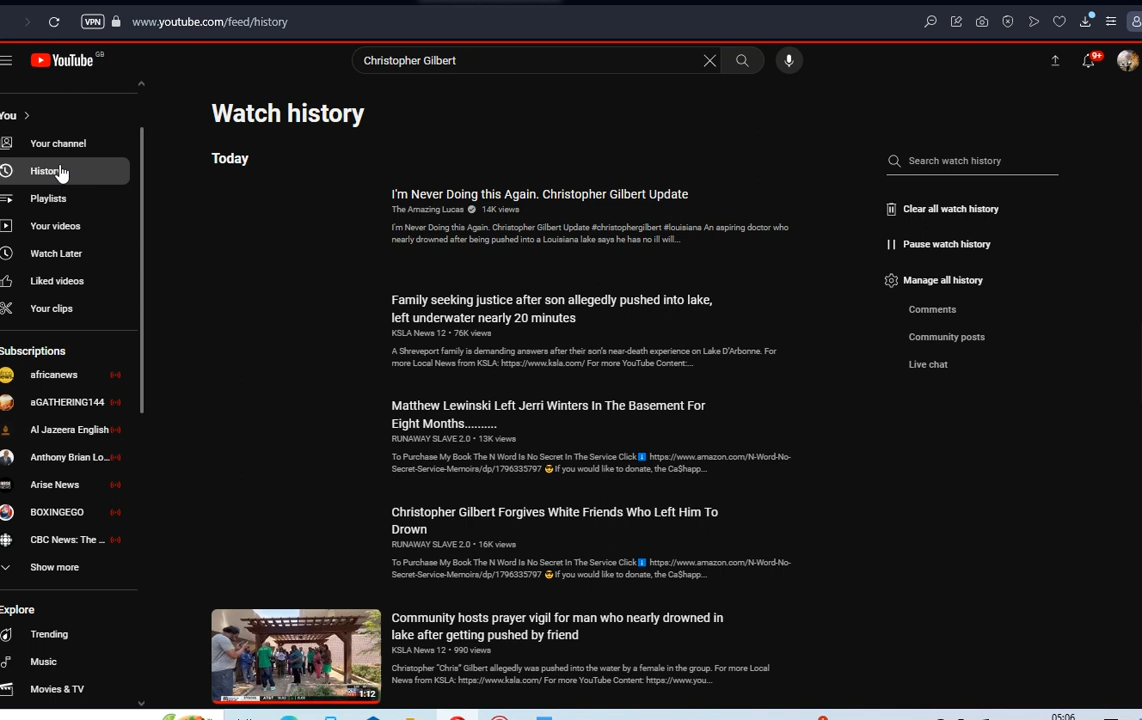 VPN www.youtube.com/feed/history
YouTube GB
Christopher Gilbert
9+
You
Your channel
History
Playlists
Your videos
Watch Later
Liked videos
Your clips
Subscriptions
africanews
aGATHERING144
Al Jazeera English
Anthony Brian Lo...
Arise News
BOXINGEGO
CBC News: The ...
Show more
Explore
Trending
Music
Movies & TV
Watch history
Today
I'm Never Doing this Again. Christopher Gilbert Update
The Amazing Lucas 14K views
I'm Never Doing this Again. Christopher Gilbert Update #christophergilbert #louisiana An aspiring doctor who
nearly drowned after being pushed into a Louisiana lake says he has no ill will...
Family seeking justice after son allegedly pushed into lake,
left underwater nearly 20 minutes
KSLA News 12 • 76K views
A Shreveport family is demanding answers after their son's near-death experience on Lake D'Arbonne. For
more Local News from KSLA: https://www.ksla.com/ For more YouTube Content:...
Matthew Lewinski Left Jerri Winters In The Basement For
Eight Months..........
RUNAWAY SLAVE 2.0 • 13K views
To Purchase My Book The N Word Is No Secret In The Service Click ℹ️ https://www.amazon.com/N-Word-No-
Secret-Service-Memoirs/dp/1796335797 😎 If you would like to donate, the Ca$happ...
Christopher Gilbert Forgives White Friends Who Left Him To
Drown
RUNAWAY SLAVE 2.0 • 16K views
To Purchase My Book The N Word Is No Secret In The Service Click ℹ️ https://www.amazon.com/N-Word-No-
Secret-Service-Memoirs/dp/1796335797 😎 If you would like to donate, the Ca$happ...
1:12
Community hosts prayer vigil for man who nearly drowned in
lake after getting pushed by friend
KSLA News 12 • 990 views
Christopher "Chris" Gilbert allegedly was pushed into the water by a female in the group. For more Local
News from KSLA: https://www.ksla.com/ For more YouTube Content: https://www.you...
Search watch history
Clear all watch history
Pause watch history
Manage all history
Comments
Community posts
Live chat
05:06